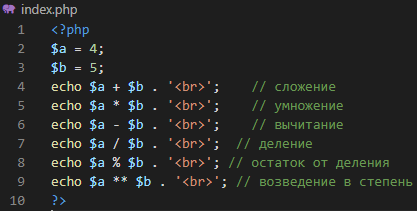 index.php
1 <?php
2 $a = 4;
3 $b = 5;
4 echo $a + $b . '<br>'; // сложение
5 echo $a * $b . '<br>'; // умножение
6 echo $a - $b . '<br>'; // вычитание
7 echo $a / $b . '<br>'; // деление
8 echo $a % $b . '<br>'; // остаток от деления
9 echo $a ** $b . '<br>'; // возведение в степень
10 ?>